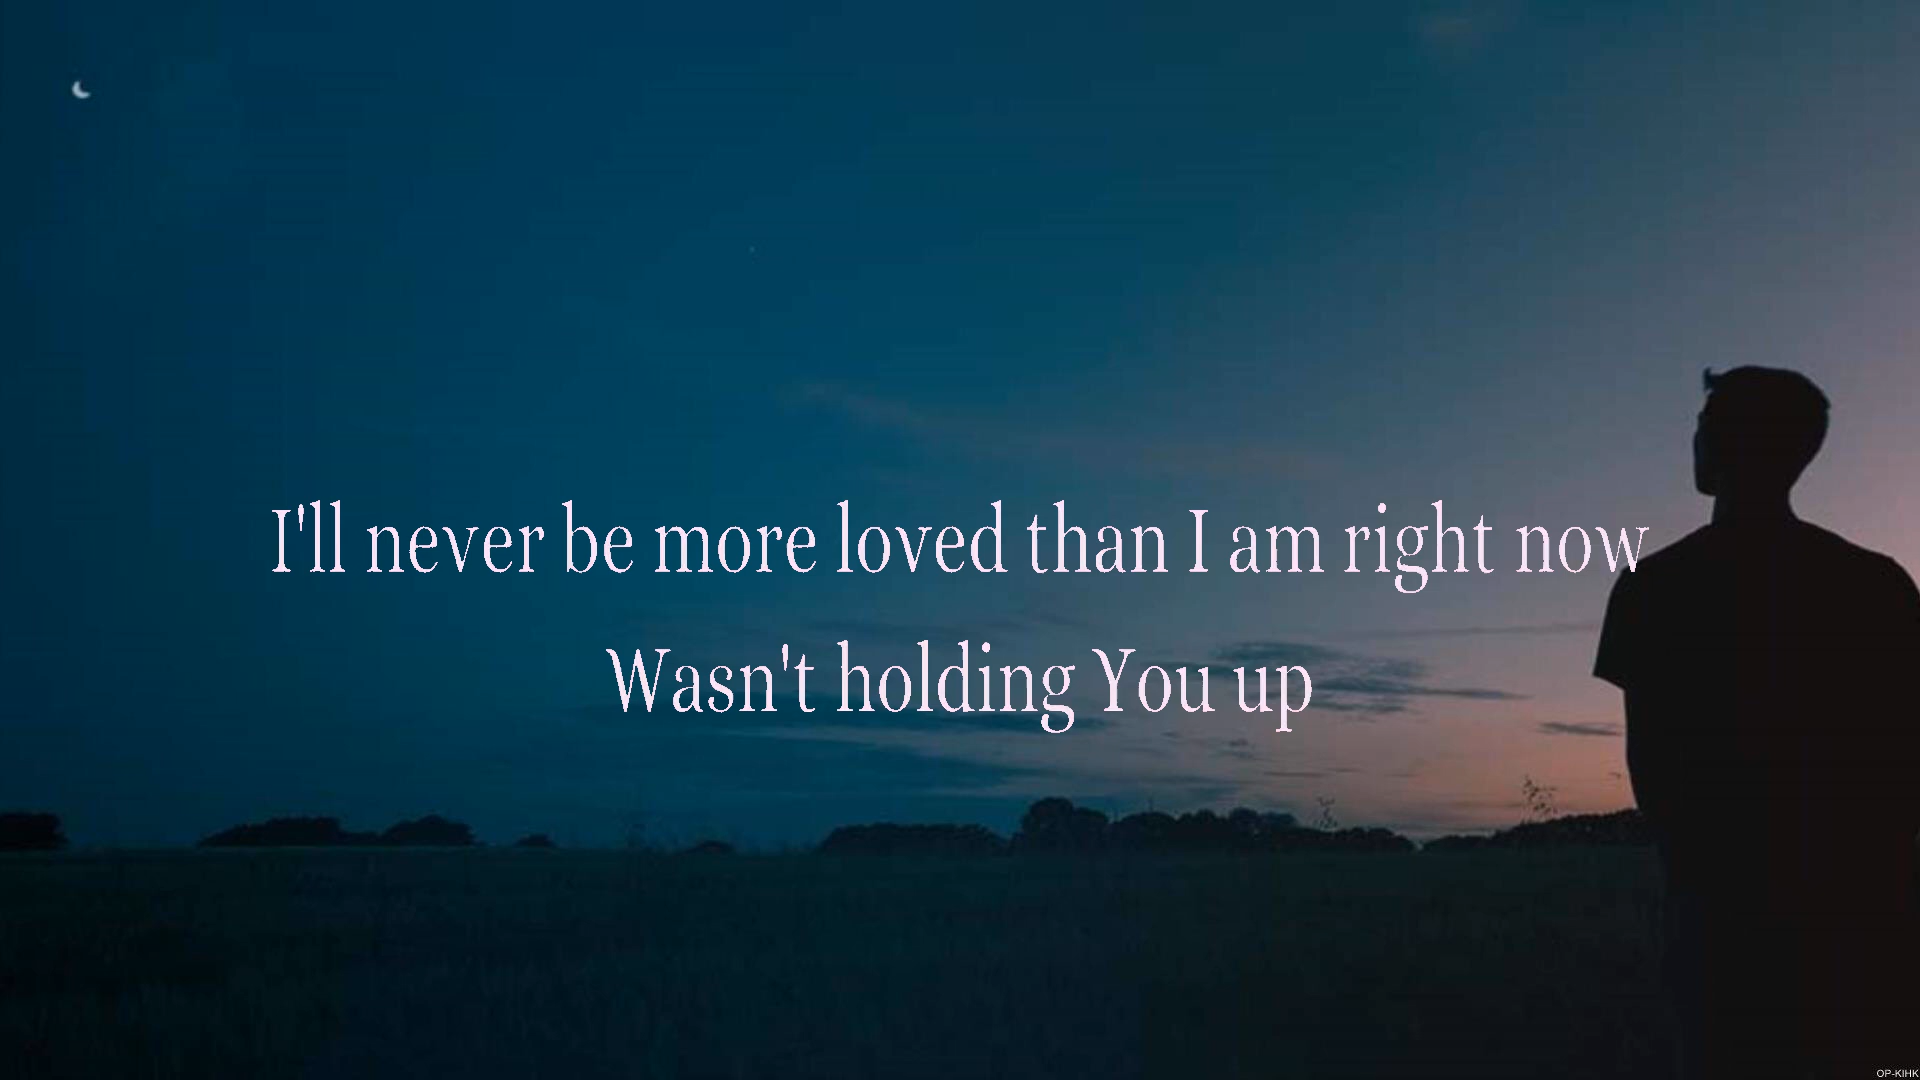 I'll never be more loved than I am right now
Wasn't holding You up
OP-KIHK